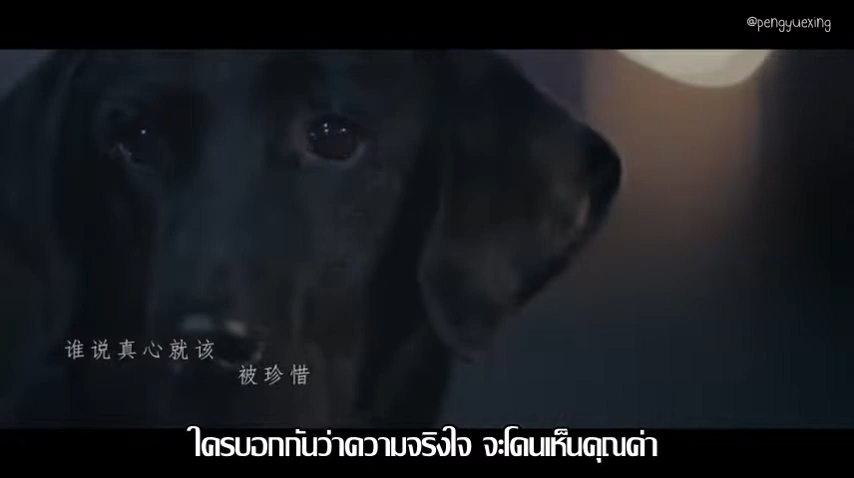 @pengyuexing
谁说真心就该
被珍惜
ใครบอกกันว่าความจริงใจ จะโดนเห็นคุณค่า